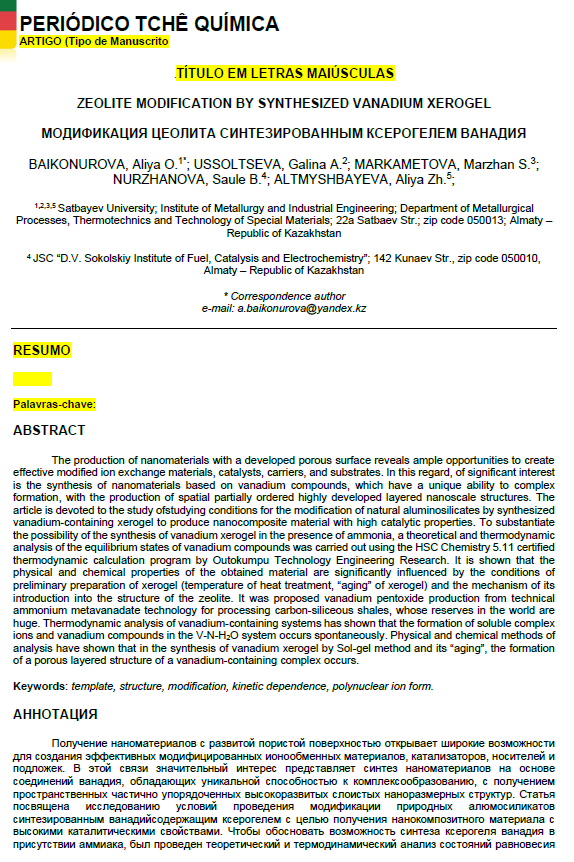 PERIÓDICO TCHÊ QUÍMICA
ARTIGO (Tipo de Manuscrito
.TÍTULO EM LETRAS MAIÚSCULAS
ZEOLITE MODIFICATION BY SYNTHESIZED VANADIUM XEROGEL
МОДИФИКАЦИЯ ЦЕОЛИТА СИНТЕЗИРОВАННЫМ КСЕРОГЕЛЕМ ВАНАДИЯ
BAIKONUROVA, Aliya O.1*; USSOLTSEVA, Galina A.2; MARKAMETOVA, Marzhan S.3;
NURZHANOVA, Saule B.4; ALTMYSHBAYEVA, Aliya Zh.5;
1,2,3,5 Satbayev University; Institute of Metallurgy and Industrial Engineering; Department of Metallurgical
Processes, Thermotechnics and Technology of Special Materials; 22a Satbaev Str.; zip code 050013; Almaty –
Republic of Kazakhstan
4 JSC “D.V. Sokolskiy Institute of Fuel, Catalysis and Electrochemistry”; 142 Kunaev Str., zip code 050010,
Almaty – Republic of Kazakhstan
* Correspondence author
e-mail: a.baikonurova@yandex.kz
RESUMO
Palavras-chave:
ABSTRACT
The production of nanomaterials with a developed porous surface reveals ample opportunities to create
effective modified ion exchange materials, catalysts, carriers, and substrates. In this regard, of significant interest
is the synthesis of nanomaterials based on vanadium compounds, which have a unique ability to complex
formation, with the production of spatial partially ordered highly developed layered nanoscale structures. The
article is devoted to the study ofstudying conditions for the modification of natural aluminosilicates by synthesized
vanadium-containing xerogel to produce nanocomposite material with high catalytic properties. To substantiate
the possibility of the synthesis of vanadium xerogel in the presence of ammonia, a theoretical and thermodynamic
analysis of the equilibrium states of vanadium compounds was carried out using the HSC Chemistry 5.11 certified
thermodynamic calculation program by Outokumpu Technology Engineering Research. It is shown that the
physical and chemical properties of the obtained material are significantly influenced by the conditions of
preliminary preparation of xerogel (temperature of heat treatment, “aging” of xerogel) and the mechanism of its
introduction into the structure of the zeolite. It was proposed vanadium pentoxide production from technical
ammonium metavanadate technology for processing carbon-siliceous shales, whose reserves in the world are
huge. Thermodynamic analysis of vanadium-containing systems has shown that the formation of soluble complex
ions and vanadium compounds in the V-N-H₂O system occurs spontaneously. Physical and chemical methods of
analysis have shown that in the synthesis of vanadium xerogel by Sol-gel method and its “aging”, the formation
of a porous layered structure of a vanadium-containing complex occurs.
Keywords: template, structure, modification, kinetic dependence, polynuclear ion form.
АННОТАЦИЯ
Получение наноматериалов с развитой пористой поверхностью открывает широкие возможности
для создания эффективных модифицированных ионообменных материалов, катализаторов, носителей и
подложек. В этой связи значительный интерес представляет синтез наноматериалов на основе
соединений ванадия, обладающих уникальной способностью к комплексообразованию, с получением
пространственных частично упорядоченных высокоразвитых слоистых наноразмерных структур. Статья
посвящена исследованию условий проведения модификации природных алюмосиликатов
синтезированным ванадийсодержащим ксерогелем с целью получения нанокомпозитного материала с
высокими каталитическими свойствами. Чтобы обосновать возможность синтеза ксерогеля ванадия в
присутствии аммиака, был проведен теоретический и термодинамический анализ состояний равновесия